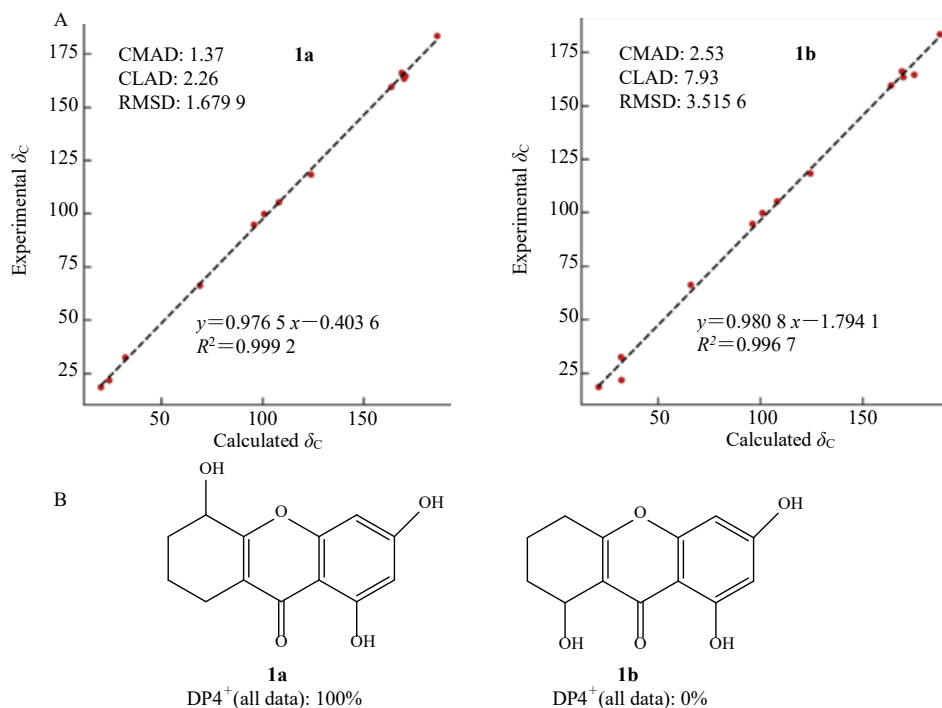 A
CMAD: 1.37
CLAD: 2.26
RMSD: 1.679 9
1a
175
150
125
100
75
50
25
Experimental δC
y=0.976 5 x−0.403 6
R²=0.999 2
50
100
150
Calculated δC
CMAD: 2.53
CLAD: 7.93
RMSD: 3.515 6
1b
175
150
125
100
75
50
25
Experimental δC
y=0.980 8 x−1.794 1
R²=0.996 7
50
100
150
Calculated δC
B
OH
O
OH
O
OH
1a
DP4⁺(all data): 100%
O
OH
OH
O
OH
1b
DP4⁺(all data): 0%